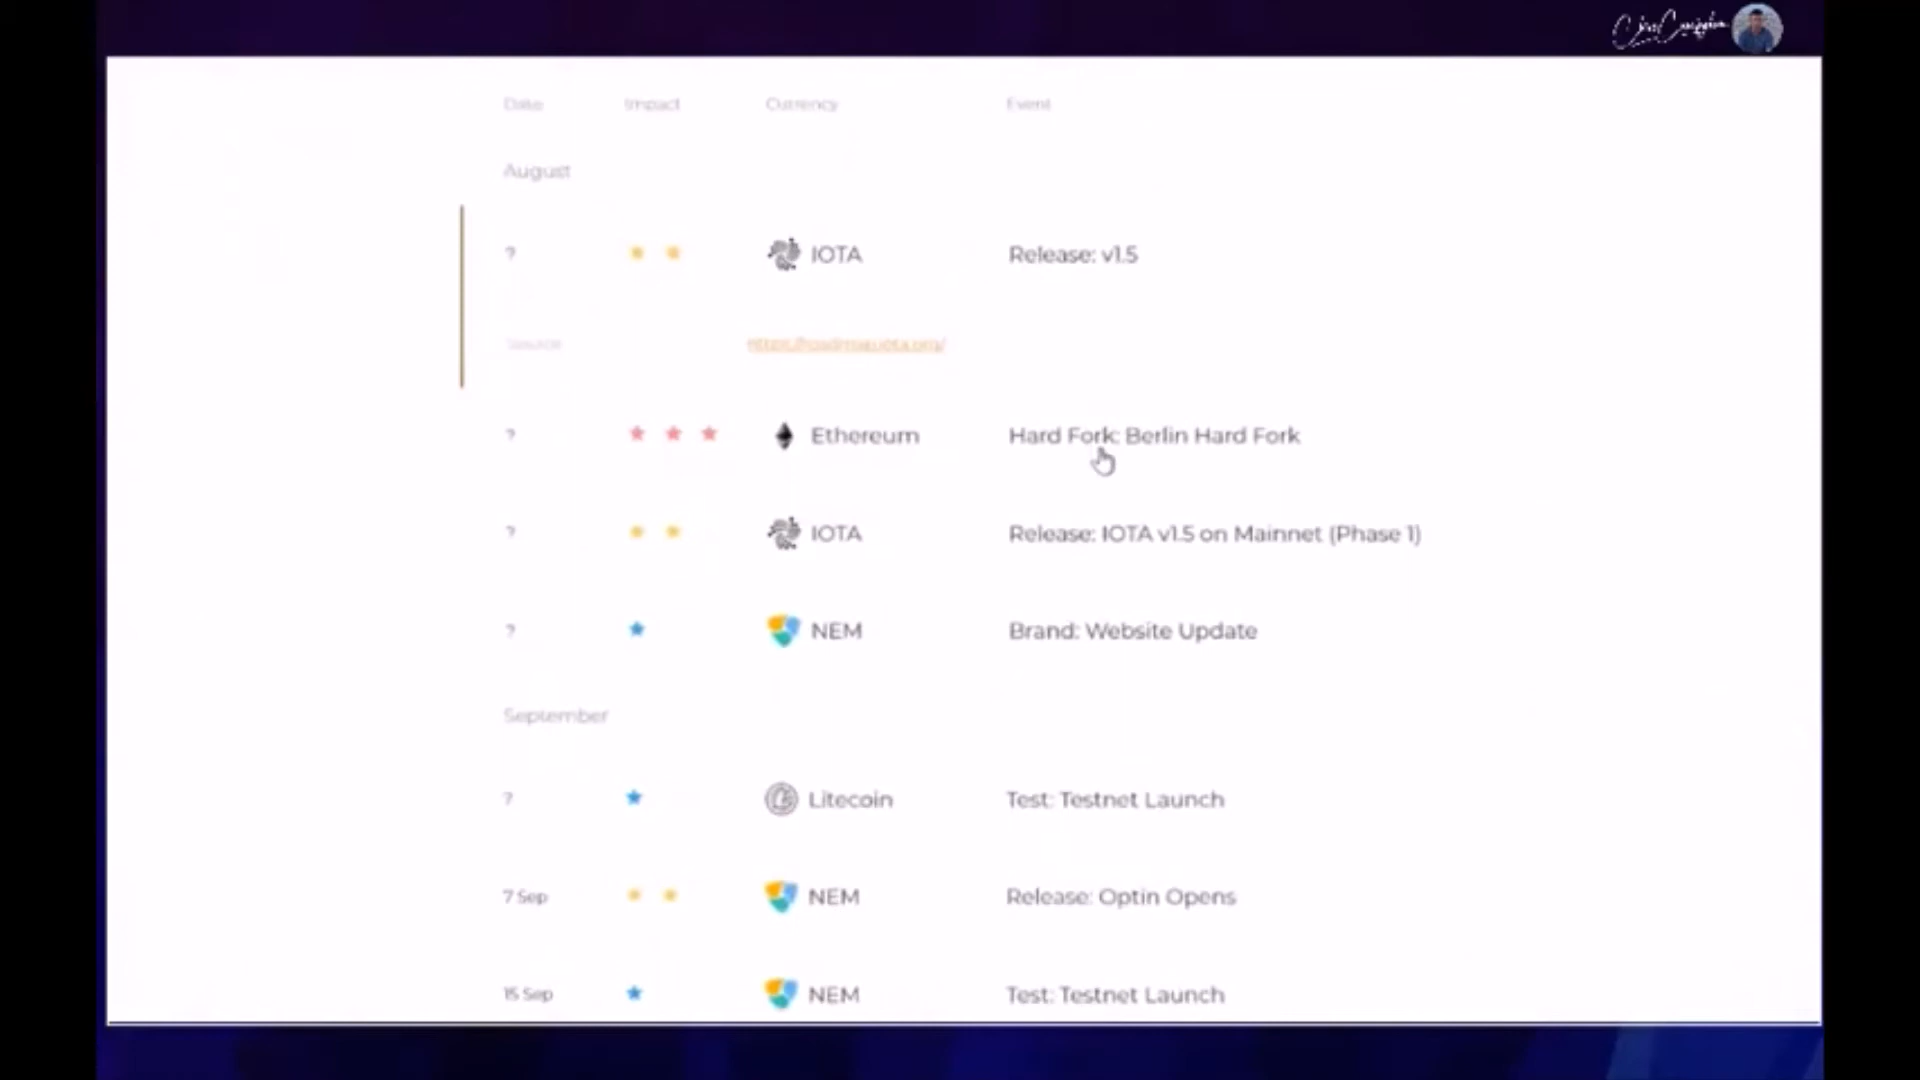 Date Impact Currency Event
August
? IOTA Release: v1.5
Source
? Ethereum Hard Fork: Berlin Hard Fork
? IOTA Release: IOTA v1.5 on Mainnet (Phase 1)
? NEM Brand: Website Update
September
? Litecoin Test: Testnet Launch
7 Sep NEM Release: Optin Opens
15 Sep NEM Test: Testnet Launch